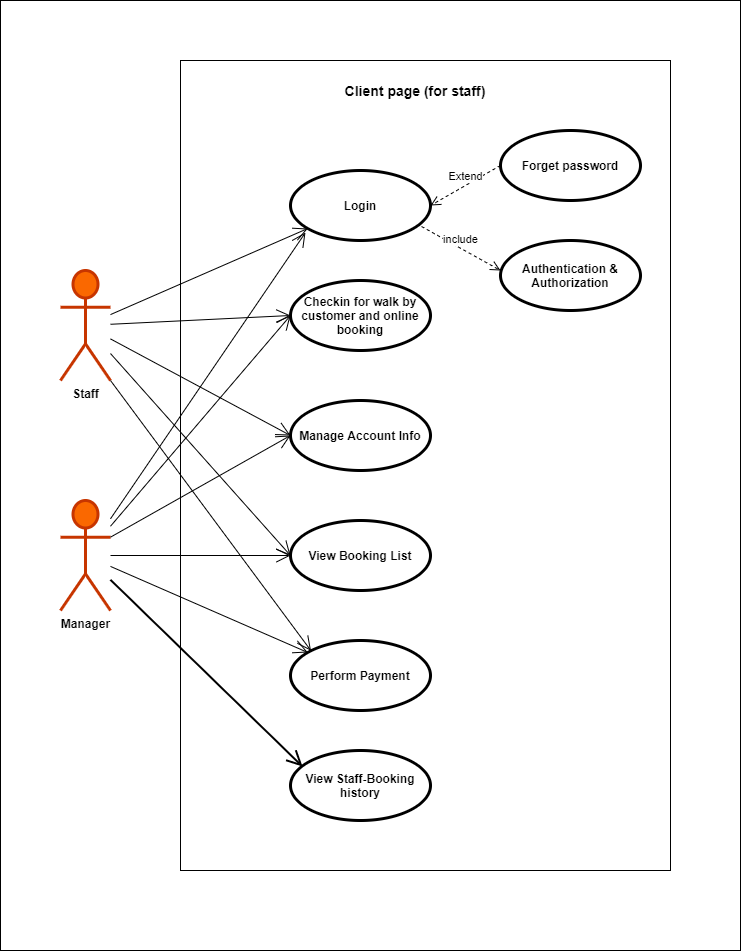 Client page (for staff)
Forget password
Extend
Login
include
Authentication &
Authorization
Checkin for walk by
customer and online
booking
Staff
Manage Account Info
View Booking List
Manager
Perform Payment
View Staff-Booking
history